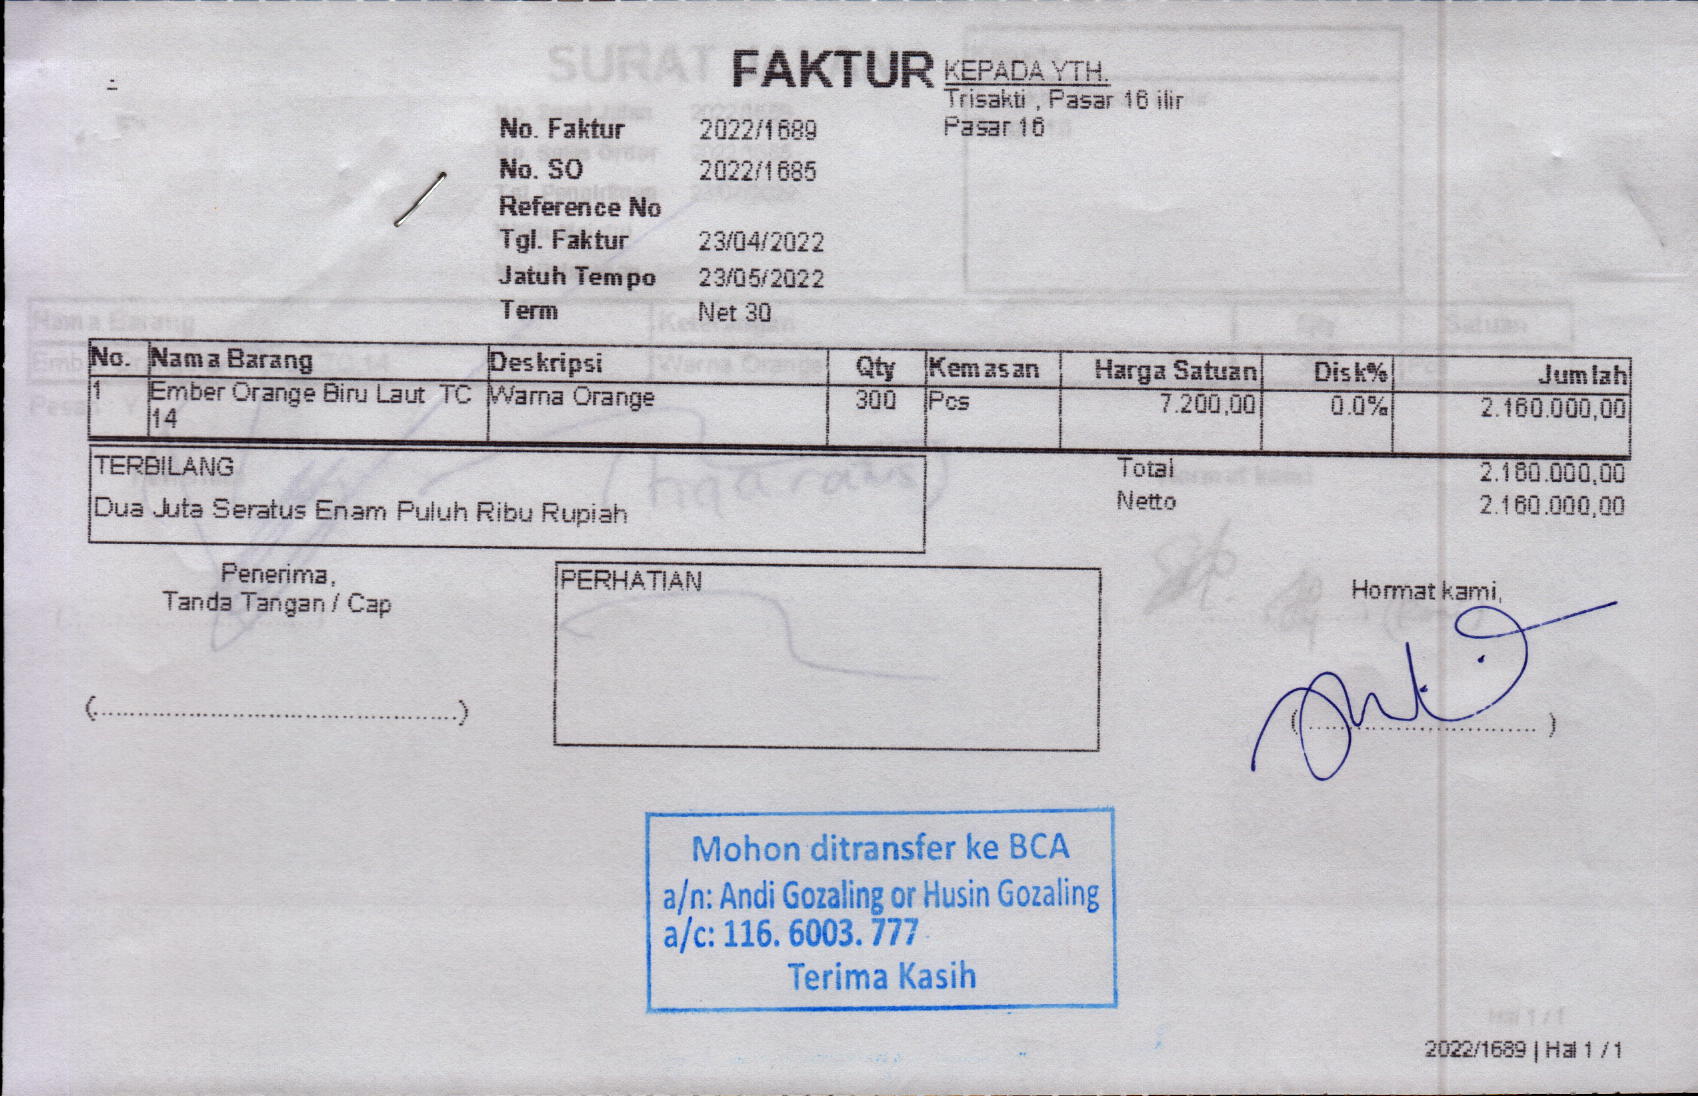 FAKTUR
KEPADA YTH.
Trisakti , Pasar 16 ilir
Pasar 16
No. Faktur 2022/1689
No. SO 2022/1685
Reference No
Tgl. Faktur 23/04/2022
Jatuh Tempo 23/05/2022
Term Net 30
No. Nama Barang Deskripsi Qty Kemasan Harga Satuan Disk% Jumlah
1 Ember Orange Biru Laut TC 14 Warna Orange 300 Pcs 7.200,00 0.0% 2.160.000,00
TERBILANG
Dua Juta Seratus Enam Puluh Ribu Rupiah
Total 2.160.000,00
Netto 2.160.000,00
Penerima,
Tanda Tangan / Cap
(............................................)
PERHATIAN
Hormat kami,
(............................)
Mohon ditransfer ke BCA
a/n: Andi Gozaling or Husin Gozaling
a/c: 116. 6003. 777
Terima Kasih
2022/1689 | Hal 1 / 1